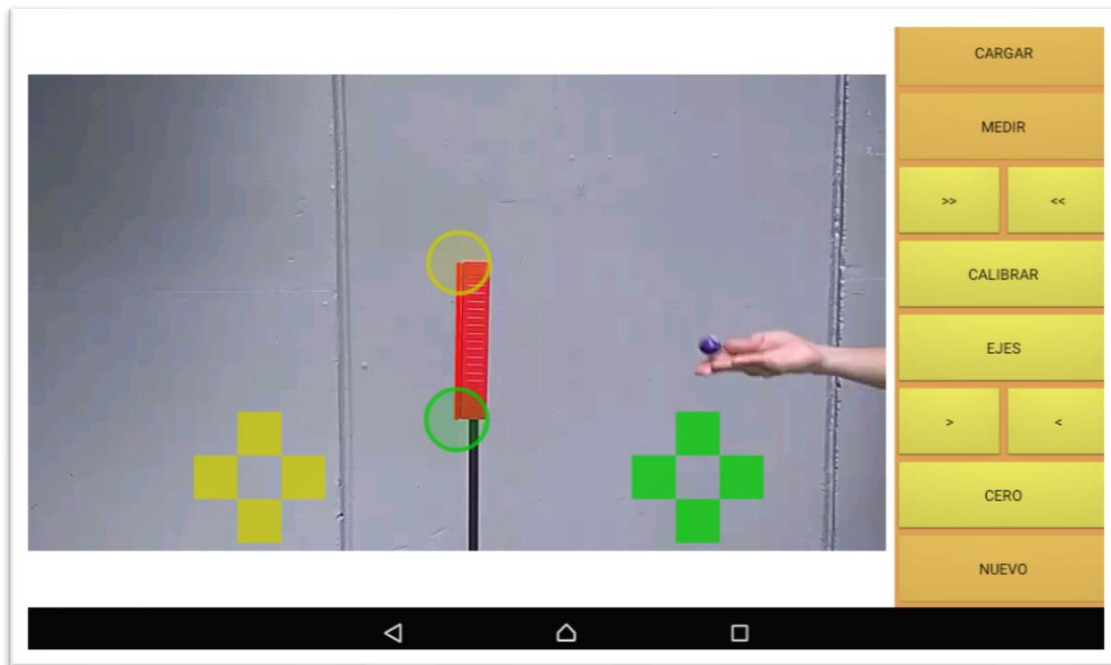 CARGAR
MEDIR
>> <<
CALIBRAR
EJES
> <
CERO
NUEVO